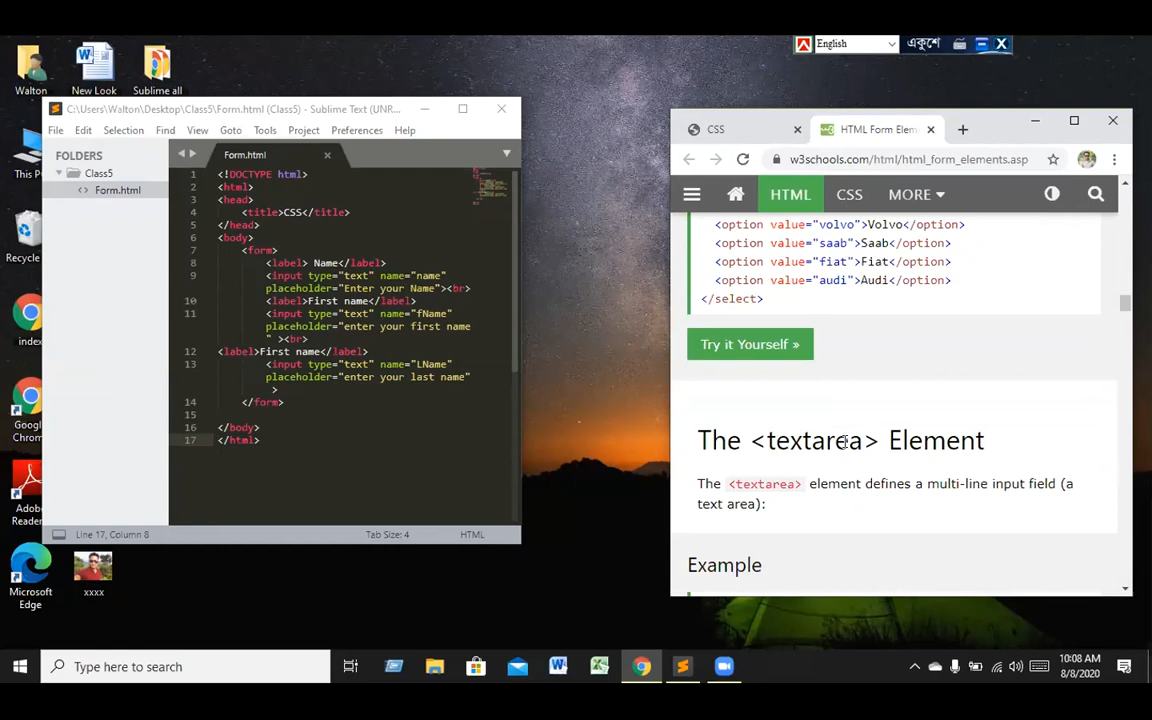 Walton
New Look
Sublime all
This P
Recycle
index
Google
Chrom
Adob
Reader
Microsoft
Edge
xxxx
English
একুশে
C:\Users\Walton\Desktop\Class5\Form.html (Class5) - Sublime Text (UNR...
File Edit Selection Find View Goto Tools Project Preferences Help
FOLDERS
Class5
<> Form.html
Form.html
1 <!DOCTYPE html>
2 <html>
3 <head>
4 <title>CSS</title>
5 </head>
6 <body>
7 <form>
8 <label> Name</label>
9 <input type="text" name="name"
placeholder="Enter your Name"><br>
10 <label>First name</label>
11 <input type="text" name="fName"
placeholder="enter your first name
" ><br>
12 <label>First name</label>
13 <input type="text" name="LName"
placeholder="enter your last name"
>
14 </form>
15
16 </body>
17 </html>
Line 17, Column 8
Tab Size: 4
HTML
CSS
HTML Form Elem
w3schools.com/html/html_form_elements.asp
HTML CSS MORE
<option value="volvo">Volvo</option>
<option value="saab">Saab</option>
<option value="fiat">Fiat</option>
<option value="audi">Audi</option>
</select>
Try it Yourself »
The <textarea> Element
The <textarea> element defines a multi-line input field (a
text area):
Example
Type here to search
10:08 AM
8/8/2020